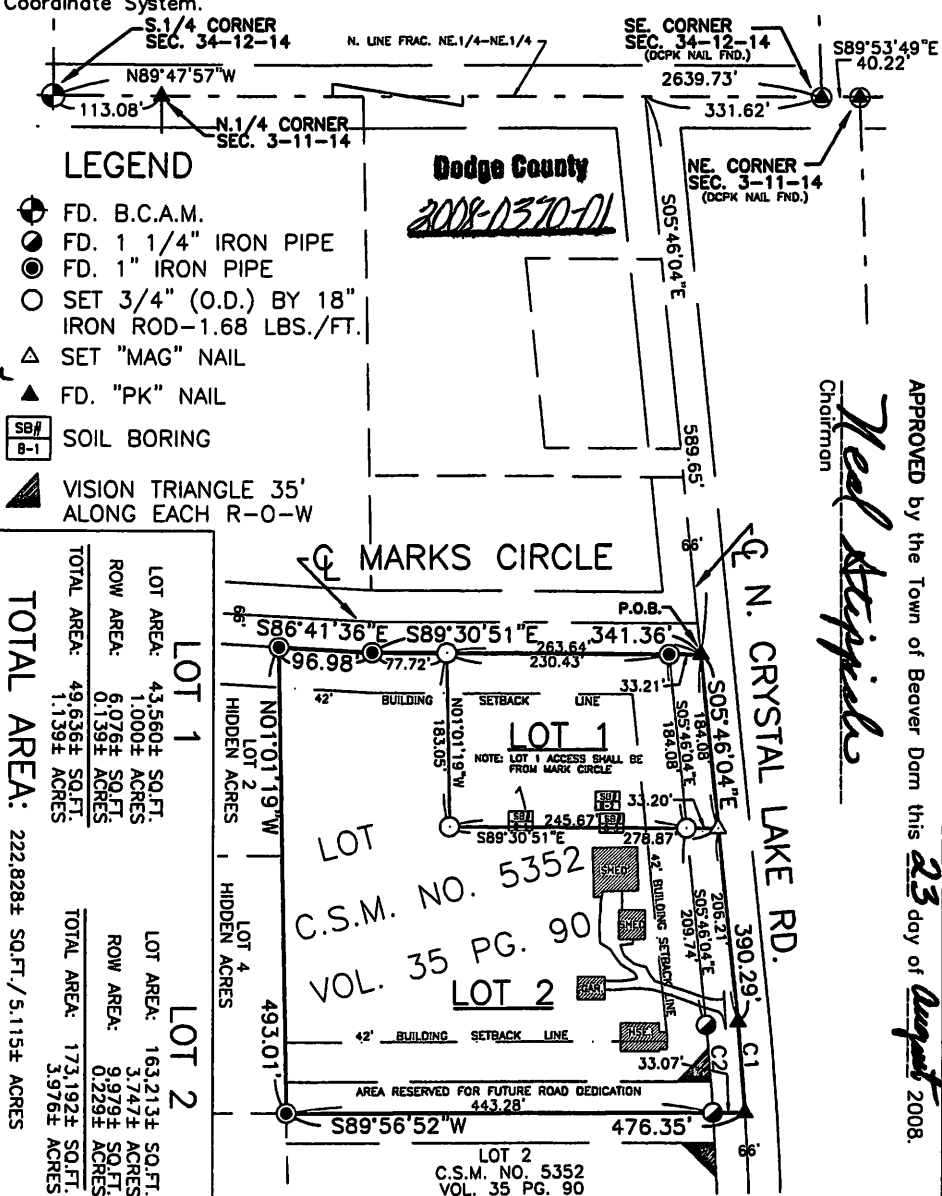 Coordinate System.
S.1/4 CORNER
SEC. 34-12-14
N. LINE FRAC. NE.1/4-NE.1/4
SE. CORNER
SEC. 34-12-14
(DCPK NAIL FND.)
S89°53'49"E
40.22'
N89°47'57"W
2639.73'
113.08'
331.62'
N.1/4 CORNER
SEC. 3-11-14
NE. CORNER
SEC. 3-11-14
(DCPK NAIL FND.)
LEGEND
FD. B.C.A.M.
FD. 1 1/4" IRON PIPE
FD. 1" IRON PIPE
SET 3/4" (O.D.) BY 18"
IRON ROD-1.68 LBS./FT.
SET "MAG" NAIL
FD. "PK" NAIL
SB#
B-1
SOIL BORING
VISION TRIANGLE 35'
ALONG EACH R-O-W
Dodge County
2008-0370-01
S05°46'04"E
589.65'
66'
APPROVED by the Town of Beaver Dam this 23 day of August 2008.
Chairman
℄ MARKS CIRCLE
℄ N. CRYSTAL LAKE RD.
P.O.B.
66'
S86°41'36"E
S89°30'51"E
341.36'
96.98'
77.72'
263.64'
230.43'
33.21'
42' BUILDING SETBACK LINE
N01°01'19"W
183.05'
LOT 1
NOTE: LOT 1 ACCESS SHALL BE
FROM MARK CIRCLE
S05°46'04"E
184.08'
184.08'
S05°46'04"E
SB#
B-2
SB#
SB#
33.20'
245.67'
S89°30'51"E
278.87'
N01°01'19"W
493.01'
LOT 2
HIDDEN ACRES
LOT 4
HIDDEN ACRES
LOT 1
C.S.M. NO. 5352
VOL. 35 PG. 90
LOT 2
SHED
SHED
GAR.
HSE.
42' BUILDING SETBACK LINE
S05°46'04"E
209.74'
206.21
390.29'
C1
C2
42' BUILDING SETBACK LINE
33.07'
AREA RESERVED FOR FUTURE ROAD DEDICATION
443.28'
S89°56'52"W
476.35'
66'
LOT 2
C.S.M. NO. 5352
VOL. 35 PG. 90
LOT 1
LOT AREA: 43,560± SQ.FT.
1.000± ACRES
ROW AREA: 6,076± SQ.FT.
0.139± ACRES
TOTAL AREA: 49,636± SQ.FT.
1.139± ACRES
LOT 2
LOT AREA: 163,213± SQ.FT.
3.747± ACRES
ROW AREA: 9,979± SQ.FT.
0.229± ACRES
TOTAL AREA: 173,192± SQ.FT.
3.976± ACRES
TOTAL AREA: 222,828± SQ.FT./5.115± ACRES